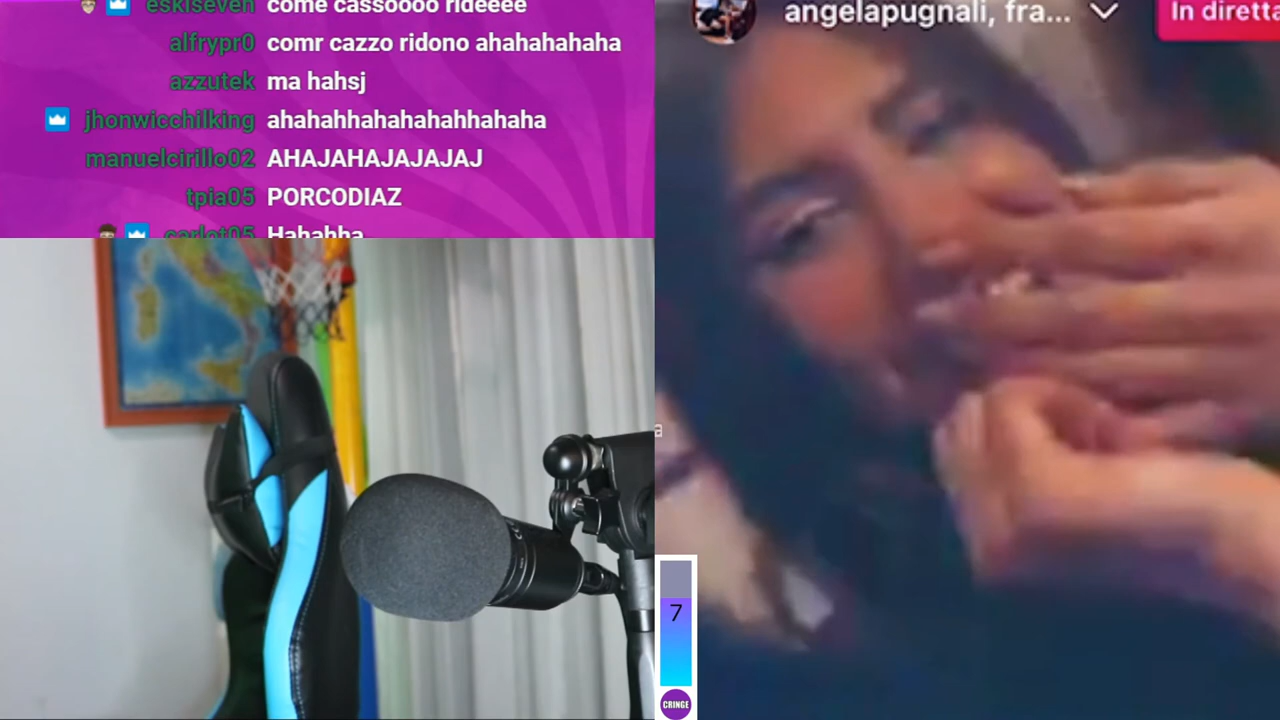 eskiseven come cassoooo rideeee
alfrypr0 comr cazzo ridono ahahahahaha
azzutek ma hahsj
jhonwicchilking ahahahhahahahahhahaha
manuelcirillo02 AHAJAHAJAJAJAJ
tpia05 PORCODIAZ
carlot05 Hahahha
angelapugnali, fra...
In diretta
7
CRINGE